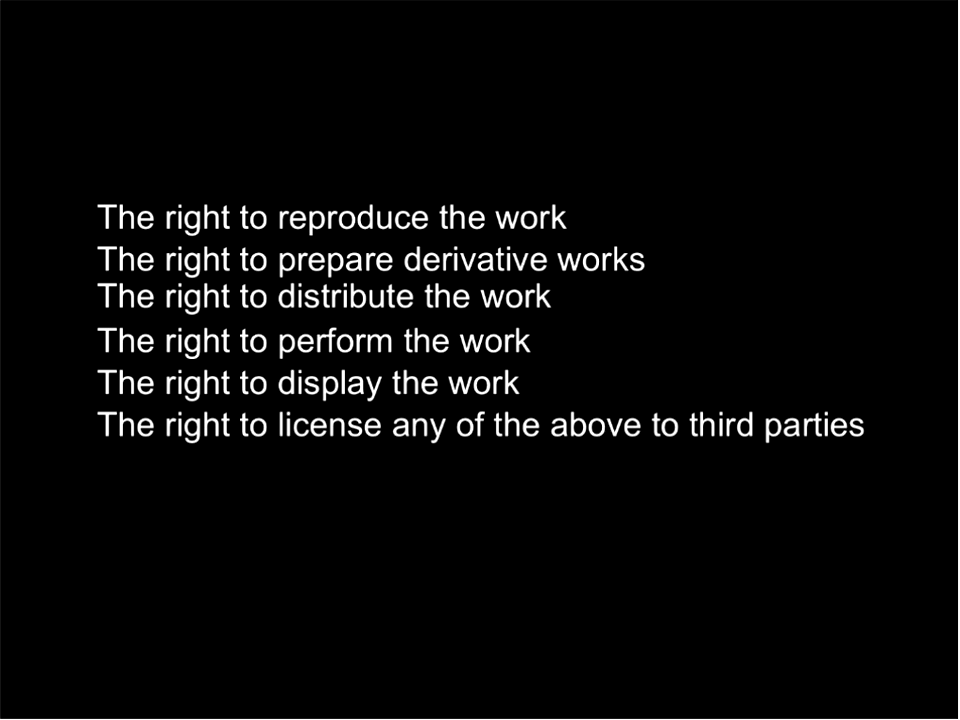 The right to reproduce the work
The right to prepare derivative works
The right to distribute the work
The right to perform the work
The right to display the work
The right to license any of the above to third parties